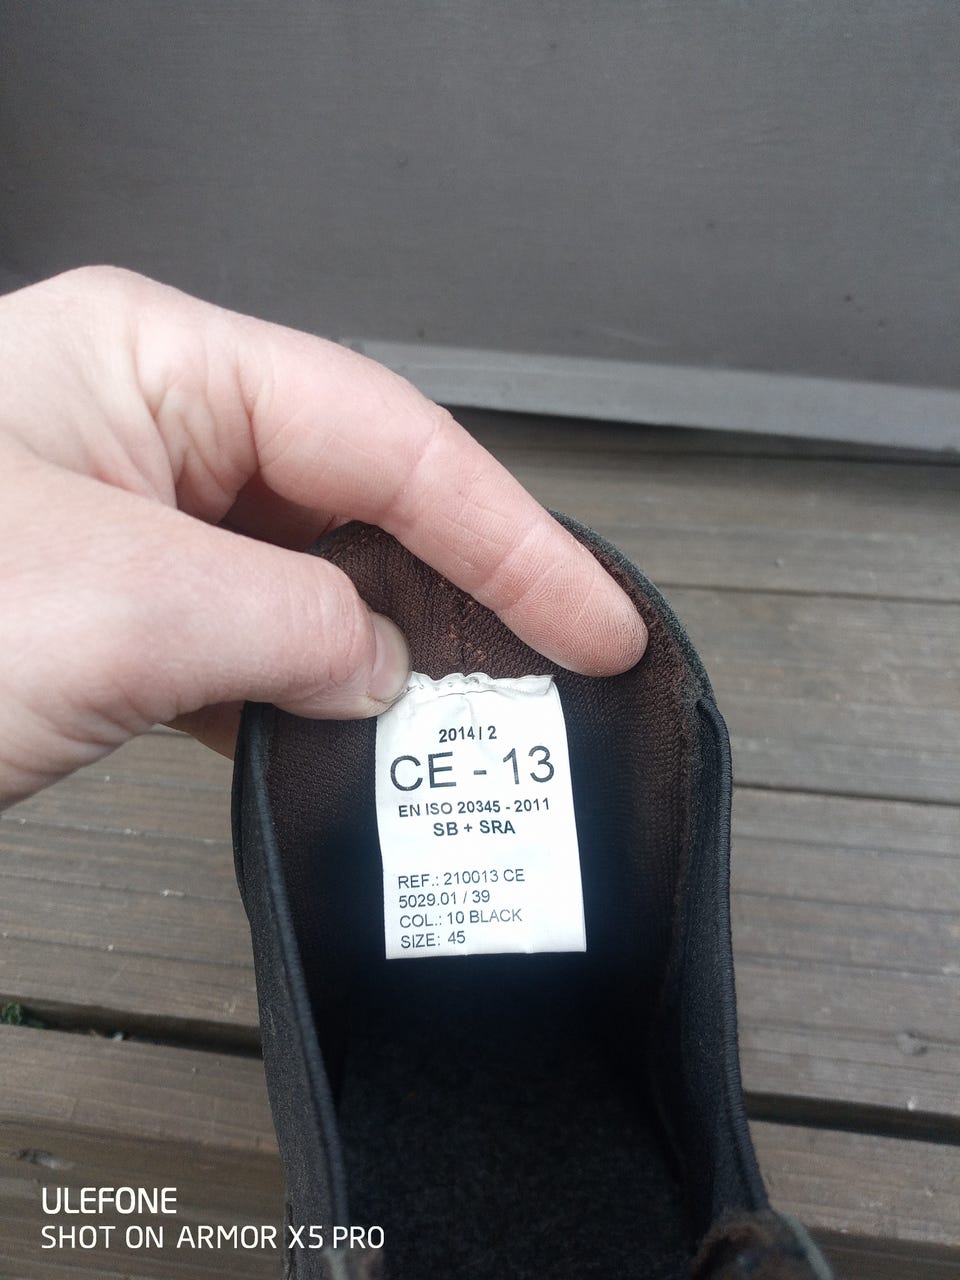 2014 / 2
CE - 13
EN ISO 20345 - 2011
SB + SRA
REF.: 210013 CE
5029.01 / 39
COL.: 10 BLACK
SIZE: 45
ULEFONE
SHOT ON ARMOR X5 PRO